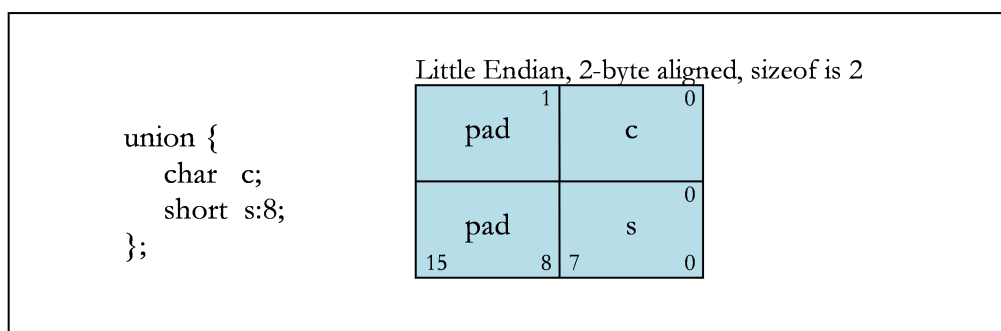 Little Endian, 2-byte aligned, sizeof is 2
union {
char c;
short s:8;
};
1 0
pad c
0
pad s
15 8 7 0